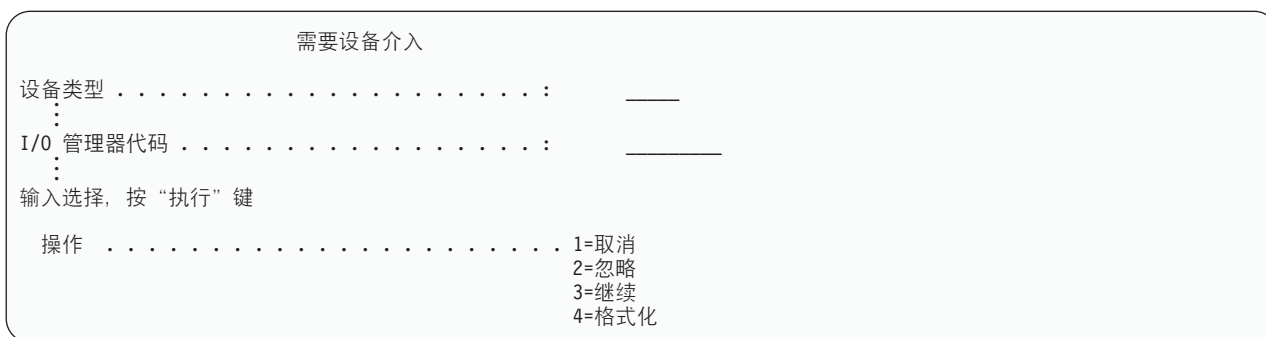 需要设备介入
设备类型 . . . . . . . . . . . . . . . . . . . . : _____
I/O 管理器代码 . . . . . . . . . . . . . . . . . : _________
输入选择, 按“执行”键
操作 . . . . . . . . . . . . . . . . . . . . . . 1=取消
2=忽略
3=继续
4=格式化